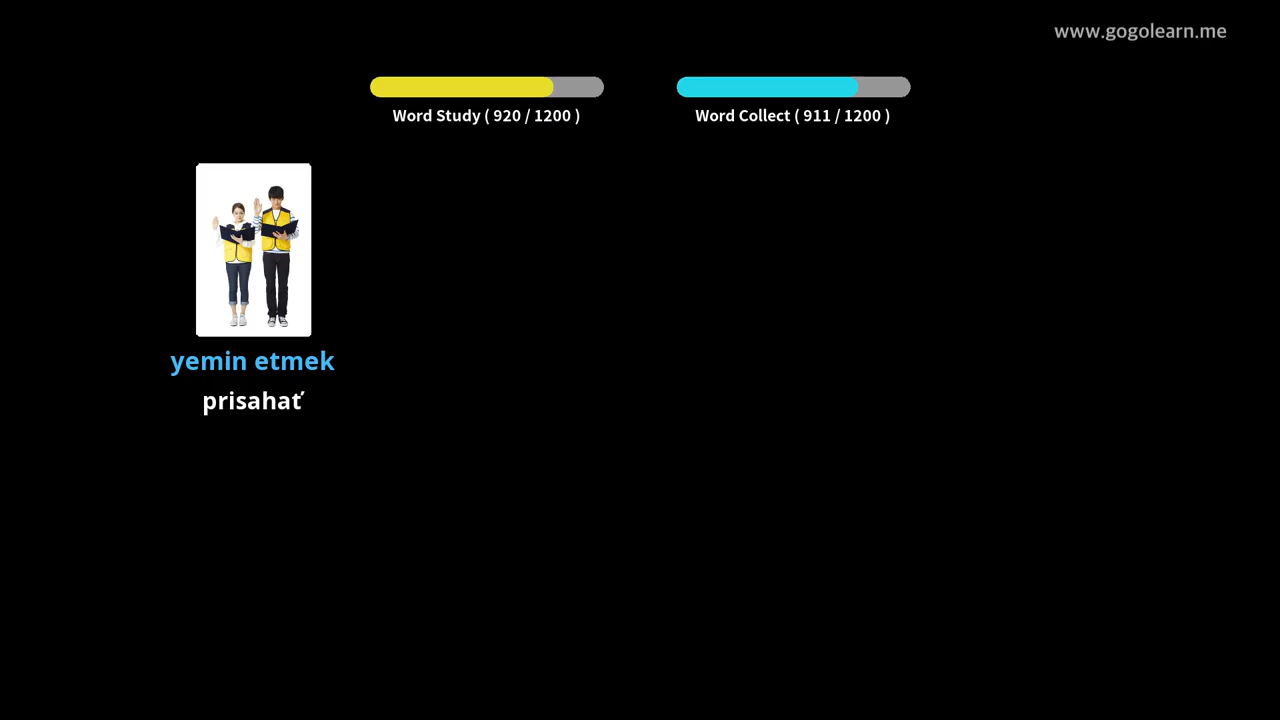 www.gogolearn.me
Word Study ( 920 / 1200 )
Word Collect ( 911 / 1200 )
yemin etmek
prisahať